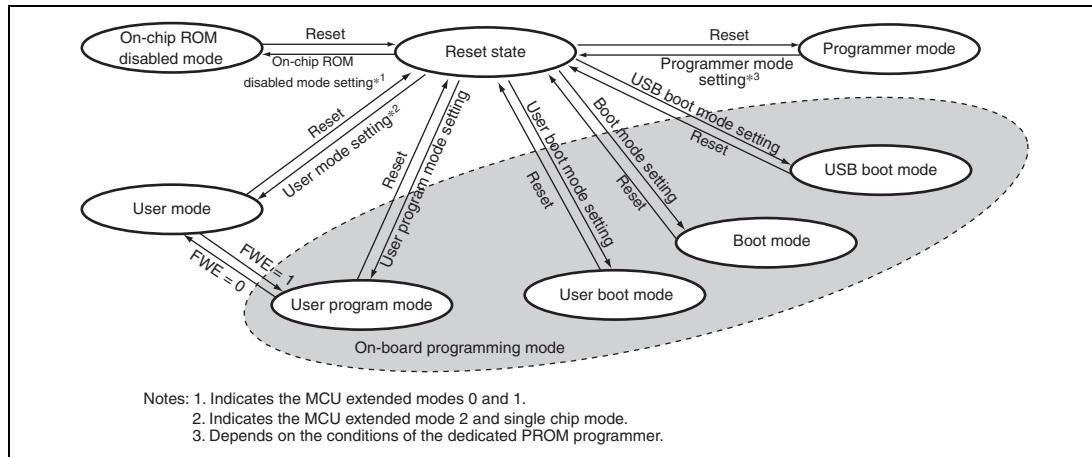 On-chip ROM
disabled mode
Reset
On-chip ROM
disabled mode setting*1
Reset state
Reset
Programmer mode
setting*3
Programmer mode
Reset
User mode setting*2
Reset
User program mode setting
User boot mode setting
Reset
Boot mode setting
Reset
USB boot mode setting
Reset
USB boot mode
User mode
Boot mode
FWE = 1
FWE = 0
User program mode
User boot mode
On-board programming mode
Notes: 1. Indicates the MCU extended modes 0 and 1.
2. Indicates the MCU extended mode 2 and single chip mode.
3. Depends on the conditions of the dedicated PROM programmer.